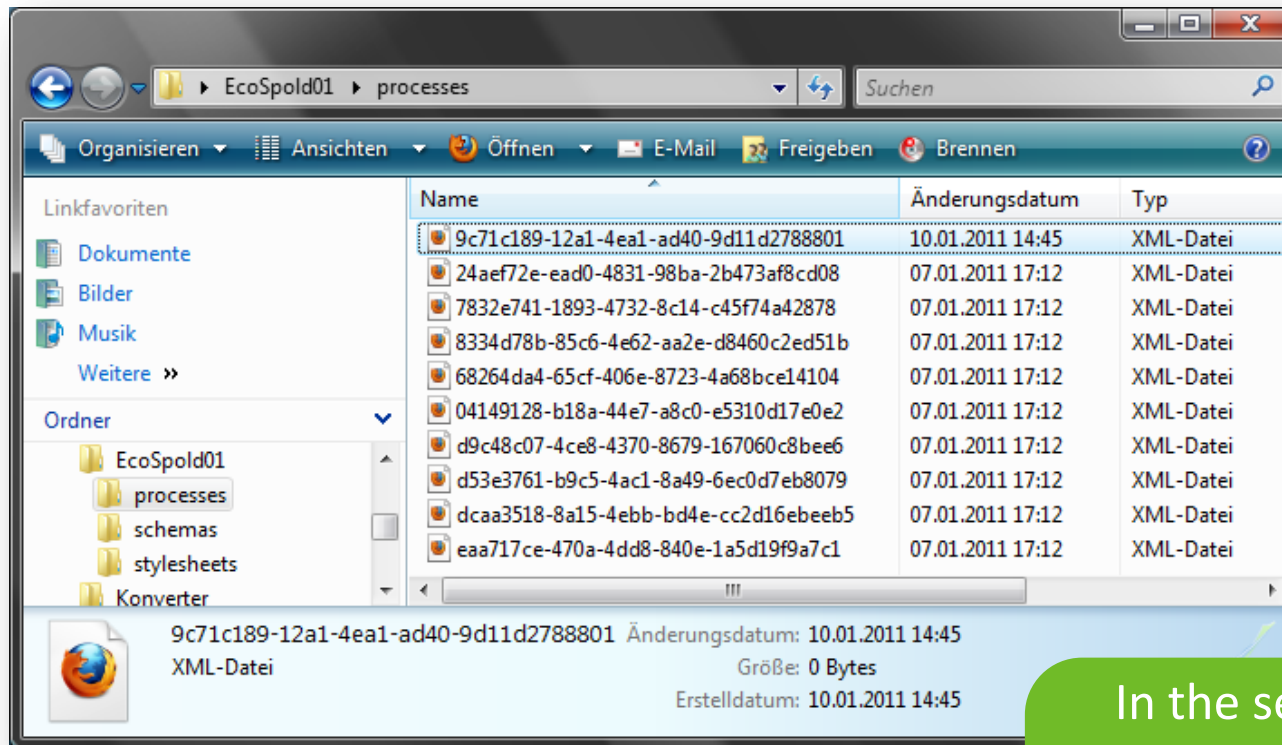 EcoSpold01 processes Suchen
Organisieren Ansichten Öffnen E-Mail Freigeben Brennen
Linkfavoriten
Dokumente
Bilder
Musik
Weitere »
Ordner
EcoSpold01
processes
schemas
stylesheets
Konverter
Name Änderungsdatum Typ
9c71c189-12a1-4ea1-ad40-9d11d2788801 10.01.2011 14:45 XML-Datei
24aef72e-ead0-4831-98ba-2b473af8cd08 07.01.2011 17:12 XML-Datei
7832e741-1893-4732-8c14-c45f74a42878 07.01.2011 17:12 XML-Datei
8334d78b-85c6-4e62-aa2e-d8460c2ed51b 07.01.2011 17:12 XML-Datei
68264da4-65cf-406e-8723-4a68bce14104 07.01.2011 17:12 XML-Datei
04149128-b18a-44e7-a8c0-e5310d17e0e2 07.01.2011 17:12 XML-Datei
d9c48c07-4ce8-4370-8679-167060c8bee6 07.01.2011 17:12 XML-Datei
d53e3761-b9c5-4ac1-8a49-6ec0d7eb8079 07.01.2011 17:12 XML-Datei
dcaa3518-8a15-4ebb-bd4e-cc2d16ebeeb5 07.01.2011 17:12 XML-Datei
eaa717ce-470a-4dd8-840e-1a5d19f9a7c1 07.01.2011 17:12 XML-Datei
9c71c189-12a1-4ea1-ad40-9d11d2788801 Änderungsdatum: 10.01.2011 14:45
XML-Datei Größe: 0 Bytes
Erstelldatum: 10.01.2011 14:45
In the